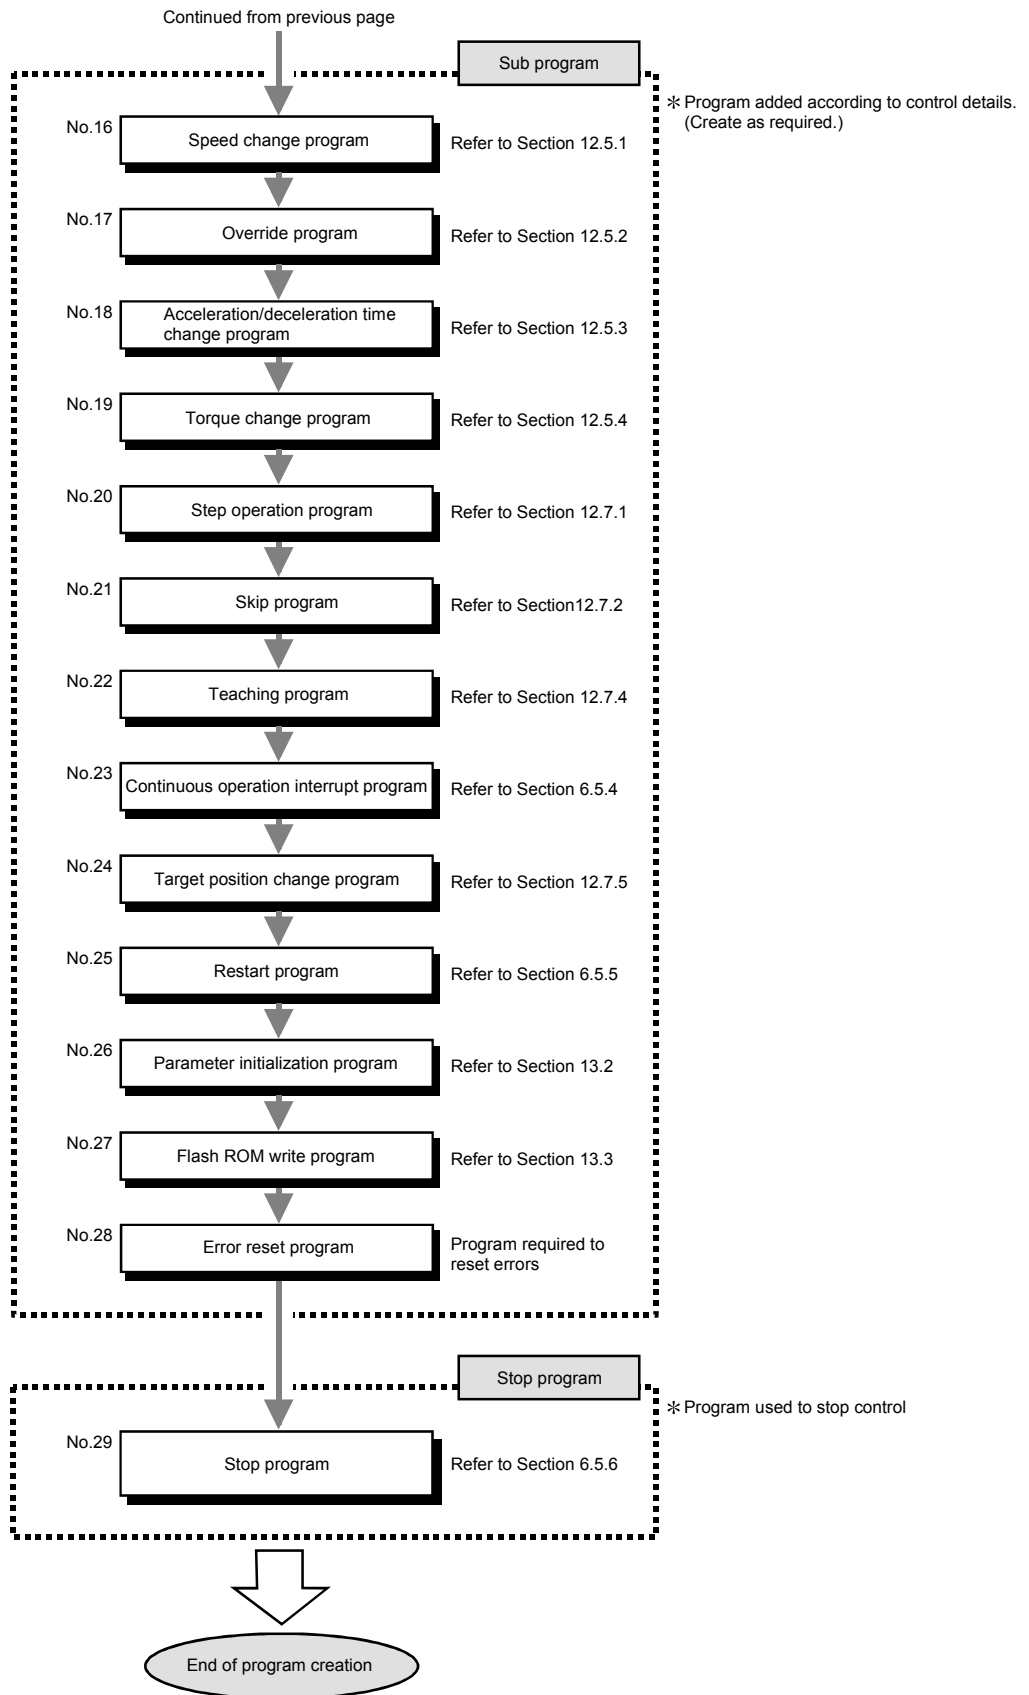 Continued from previous page
Sub program
✻ Program added according to control details.
(Create as required.)
No.16
Speed change program
Refer to Section 12.5.1
No.17
Override program
Refer to Section 12.5.2
No.18
Acceleration/deceleration time
change program
Refer to Section 12.5.3
No.19
Torque change program
Refer to Section 12.5.4
No.20
Step operation program
Refer to Section 12.7.1
No.21
Skip program
Refer to Section12.7.2
No.22
Teaching program
Refer to Section 12.7.4
No.23
Continuous operation interrupt program
Refer to Section 6.5.4
No.24
Target position change program
Refer to Section 12.7.5
No.25
Restart program
Refer to Section 6.5.5
No.26
Parameter initialization program
Refer to Section 13.2
No.27
Flash ROM write program
Refer to Section 13.3
No.28
Error reset program
Program required to
reset errors
Stop program
✻ Program used to stop control
No.29
Stop program
Refer to Section 6.5.6
End of program creation